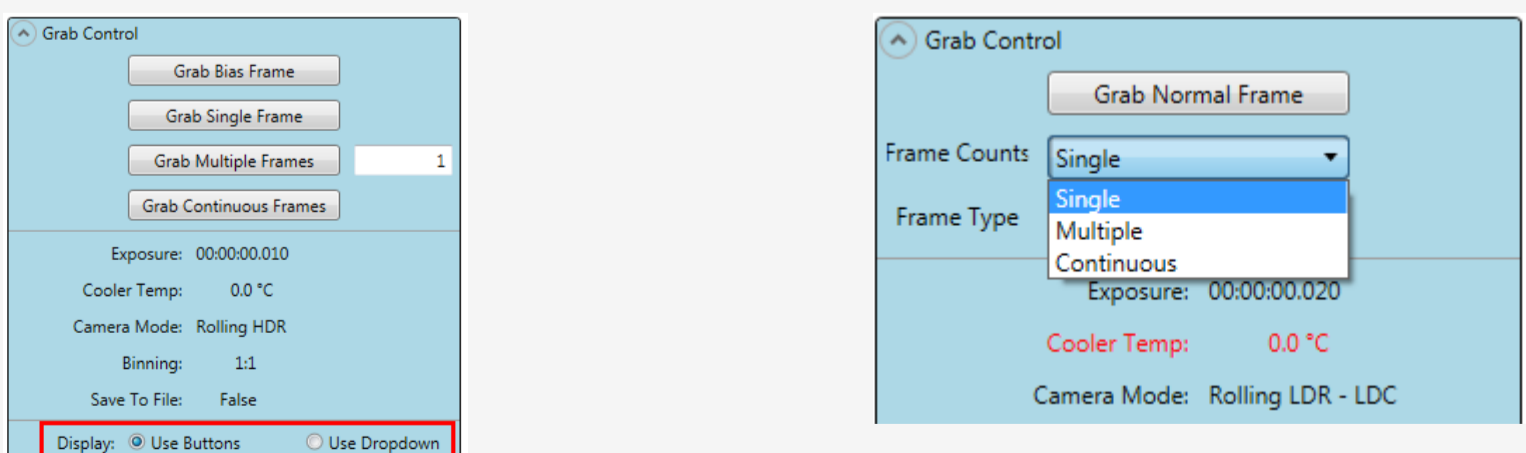 Grab Control
Grab Bias Frame
Grab Single Frame
Grab Multiple Frames 1
Grab Continuous Frames
Exposure: 00:00:00.010
Cooler Temp: 0.0 °C
Camera Mode: Rolling HDR
Binning: 1:1
Save To File: False
Display: Use Buttons Use Dropdown
Grab Control
Grab Normal Frame
Frame Counts Single
Single
Frame Type
Multiple
Continuous
Exposure: 00:00:00.020
Cooler Temp: 0.0 °C
Camera Mode: Rolling LDR - LDC